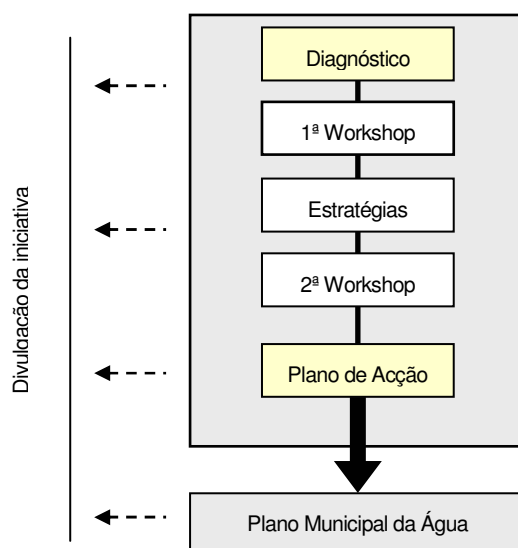 Diagnóstico
1ª Workshop
Estratégias
2ª Workshop
Plano de Acção
Plano Municipal da Água
Divulgação da iniciativa